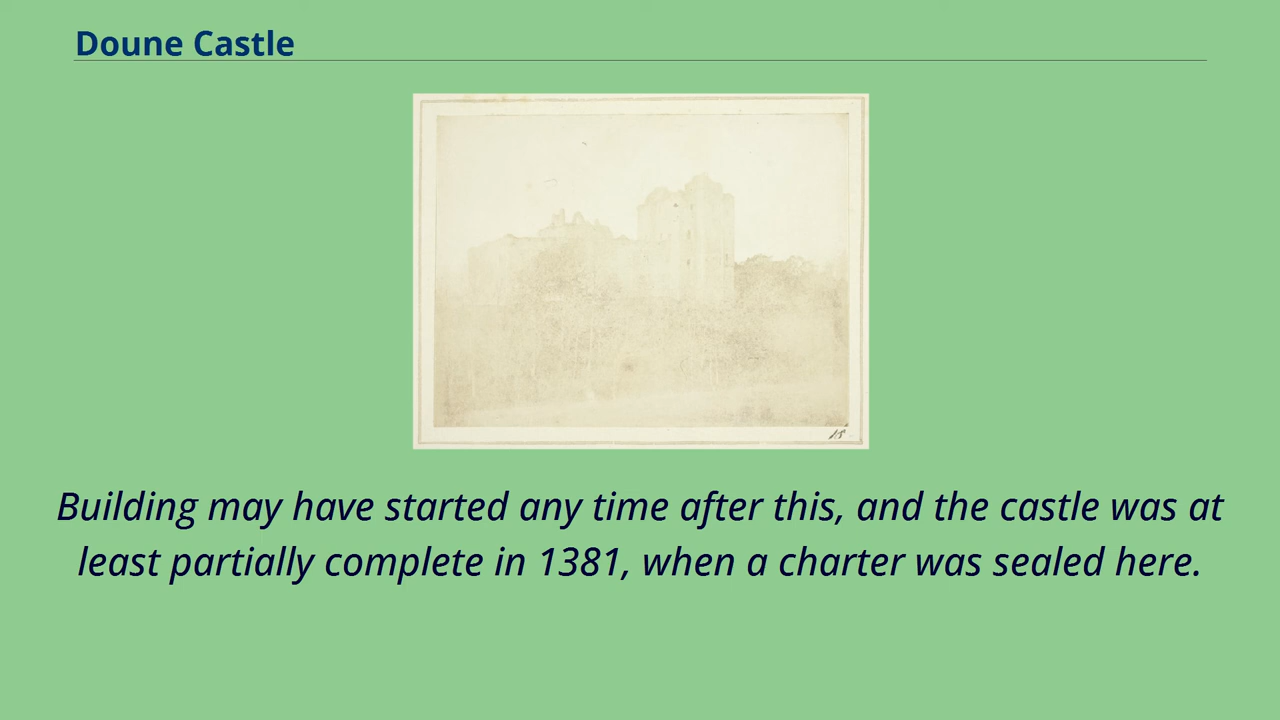 Doune Castle
Building may have started any time after this, and the castle was at
least partially complete in 1381, when a charter was sealed here.